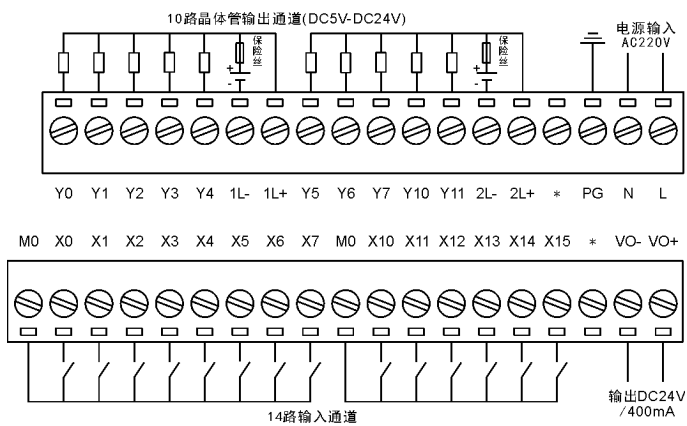 10路晶体管输出通道(DC5V-DC24V)
电源输入
AC220V
保险丝
保险丝
+
-
+
-
Y0 Y1 Y2 Y3 Y4 1L- 1L+ Y5 Y6 Y7 Y10 Y11 2L- 2L+ * PG N L
M0 X0 X1 X2 X3 X4 X5 X6 X7 M0 X10 X11 X12 X13 X14 X15 * VO- VO+
14路输入通道
输出DC24V
/400mA